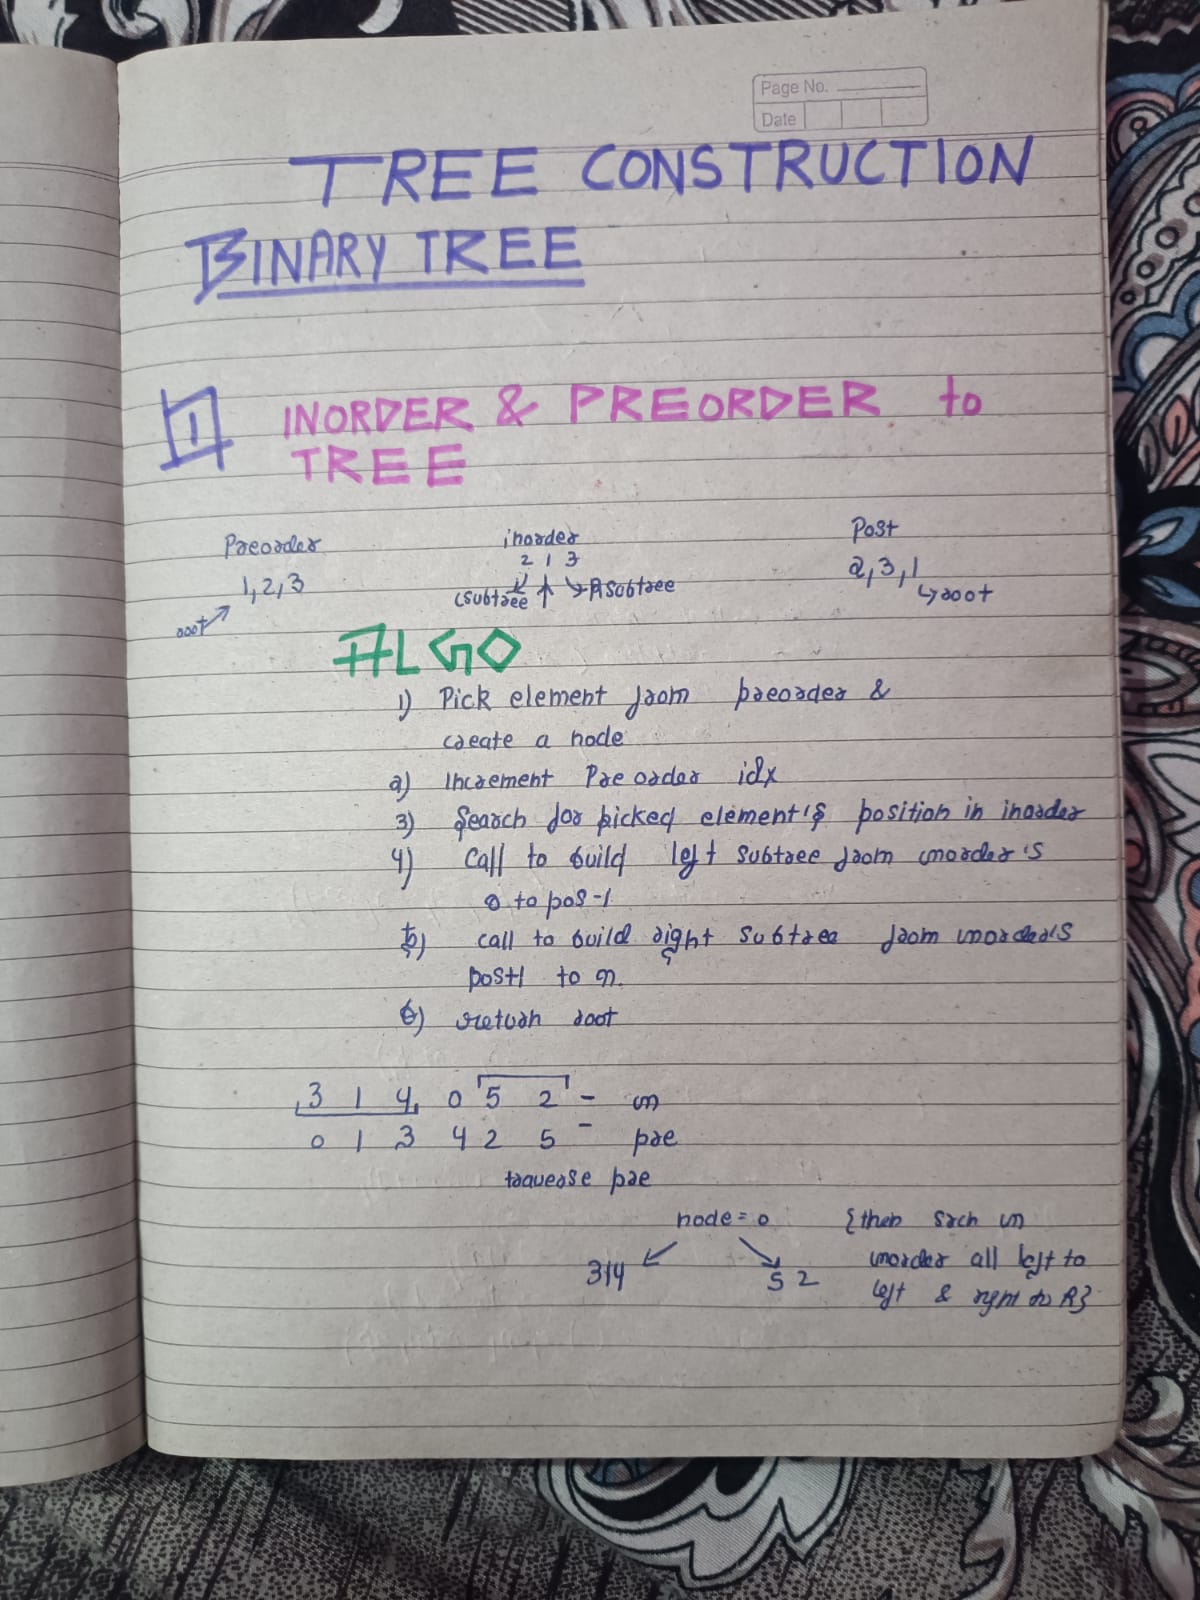 Page No.
Date
TREE CONSTRUCTION
BINARY TREE
1 INORDER & PREORDER to
TREE
Preorder inorder Post
2 1 3
1,2,3 2,3,1
Lsubtree Rsubtree
root root
ALGO
1) Pick element from preorder &
create a node
2) Increment Pre order idx
3) Search for picked element's position in inorder
4) Call to build left subtree from inorder's
0 to pos-1
5) call to build right subtree from inorder's
pos+1 to n.
6) return root
3 1 4 0 5 2 - in
0 1 3 4 2 5 - pre
traverse pre
node = 0 {then srch in
314 5 2 inorder all left to
left & right to R}